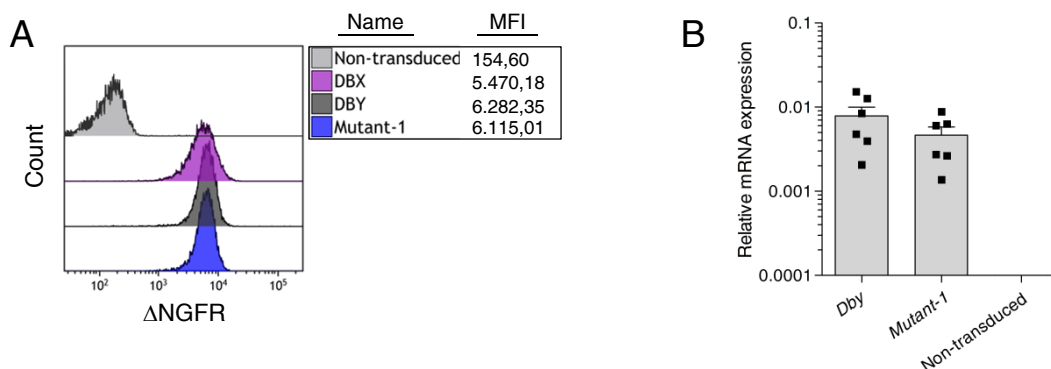 A
Name MFI
Non-transduced 154,60
DBX 5.470,18
DBY 6.282,35
Mutant-1 6.115,01
Count
10² 10³ 10⁴ 10⁵
ΔNGFR
B
Relative mRNA expression
0.1
0.01
0.001
0.0001
Dby
Mutant-1
Non-transduced